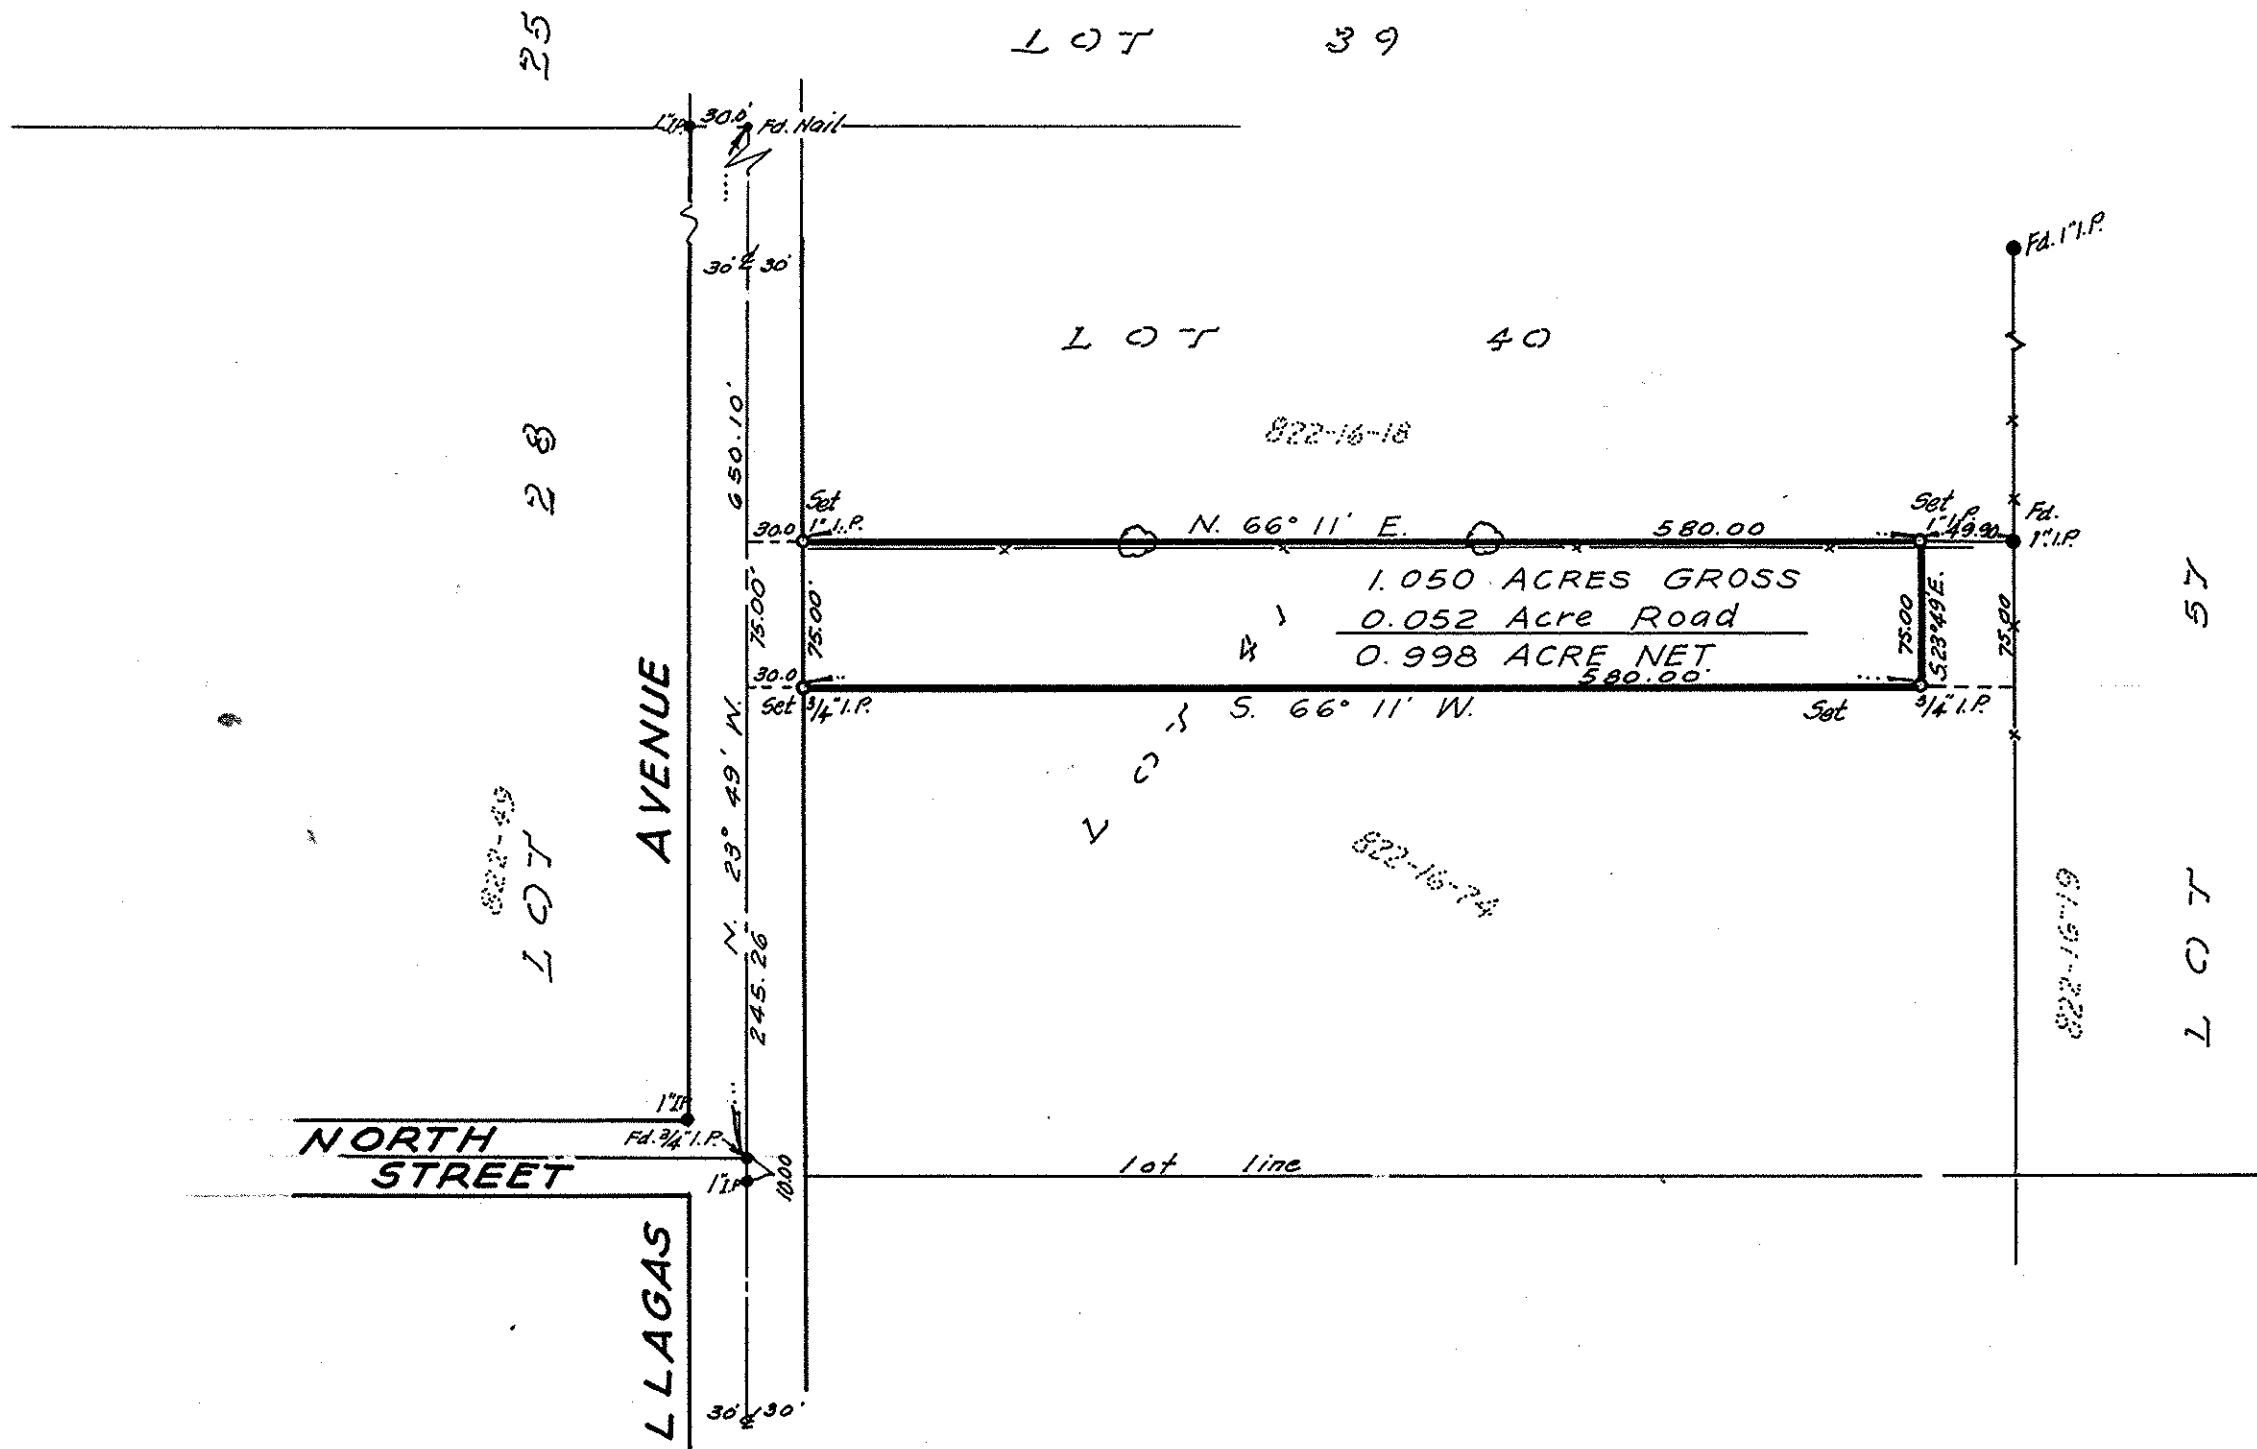 25
LOT 39
1" I.P.
30.0'
Fd. Nail
30' ℄ 30'
Fd. 1" I.P.
LOT 40
28
650.10'
822-16-18
Set
1" I.P.
30.0
N. 66° 11' E.
580.00
Set
1" I.P.
49.90
Fd.
1" I.P.
75.00'
75.00'
1.050 ACRES GROSS
0.052 Acre Road
0.998 ACRE NET
75.00
S. 23° 49' E.
75.00
57
30.0
Set 3/4" I.P.
580.00'
S. 66° 11' W.
Set 3/4" I.P.
LOT 41
AVENUE
N. 23° 49' W.
822-49
LOT
822-16-74
822-16-19
LOT
245.26
1" I.P.
NORTH
STREET
Fd. 3/4" I.P.
1" I.P.
10.00
Lot line
LLAGAS
30' ℄ 30'